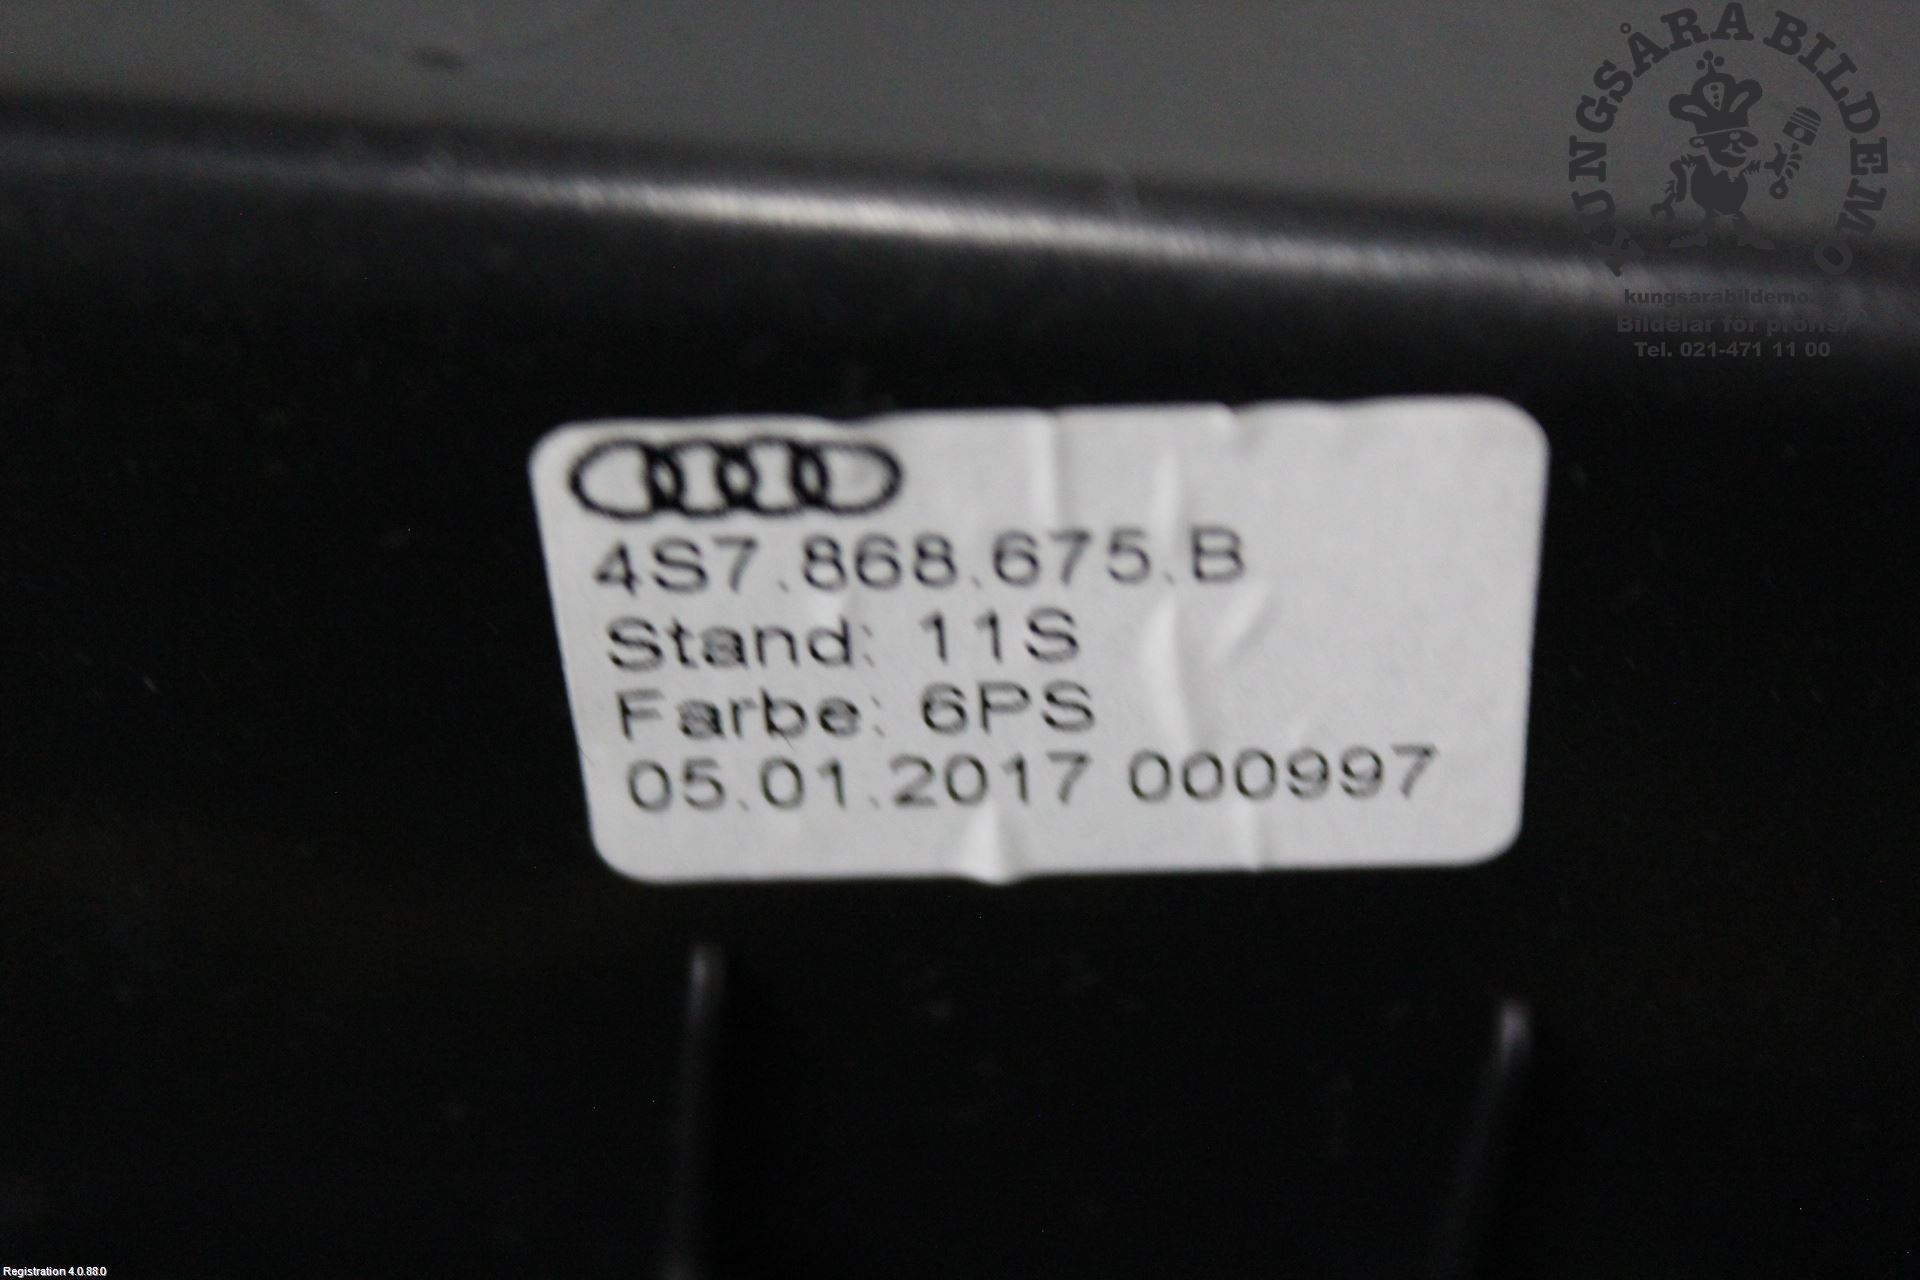 KUNGSÅRA BILDEMO
kungsarabildemo.se
Bildelar för proffs!
Tel. 021-471 11 00
4S7.868.675.B
Stand: 11S
Farbe: 6PS
05.01.2017 000997
Registration 4.0.88.0